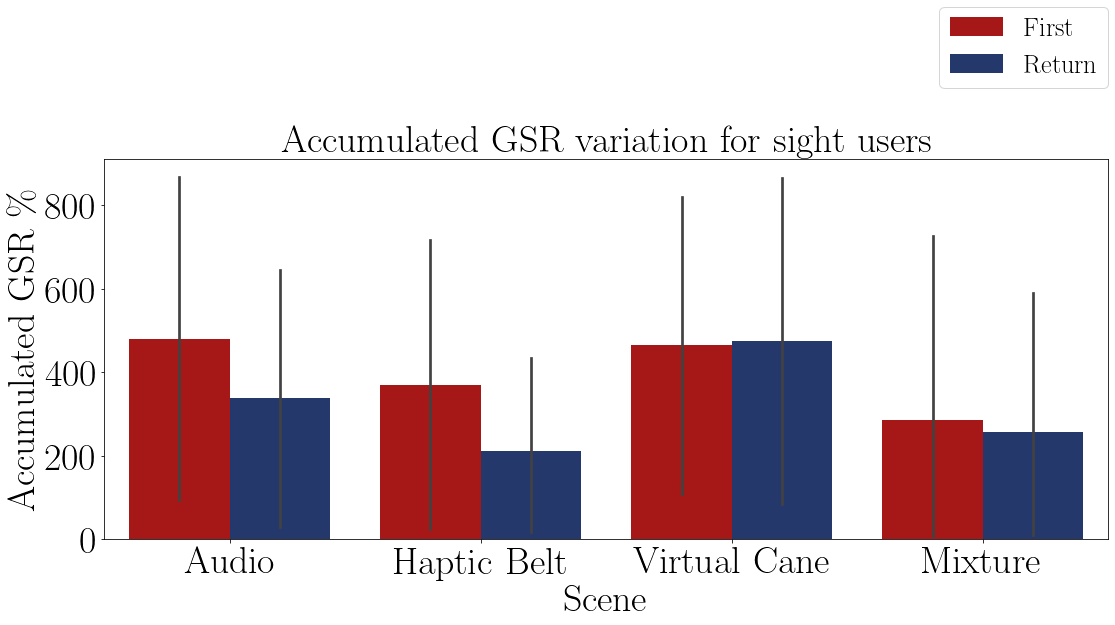 First
Return
Accumulated GSR variation for sight users
Accumulated GSR %
800
600
400
200
0
Audio Haptic Belt Virtual Cane Mixture
Scene